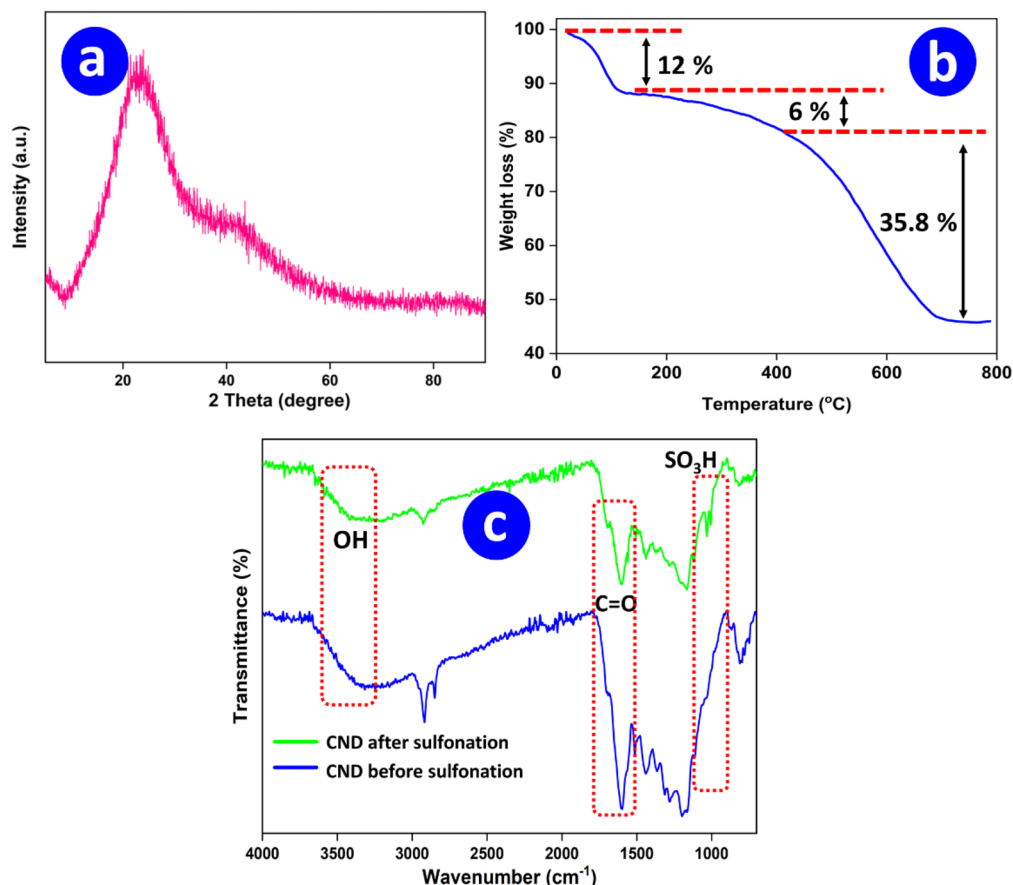 a
Intensity (a.u.)
20
40
60
80
2 Theta (degree)
b
Weight loss (%)
100
90
80
70
60
50
40
12 %
6 %
35.8 %
0
200
400
600
800
Temperature (°C)
c
Transmittance (%)
OH
C=O
SO₃H
CND after sulfonation
CND before sulfonation
4000
3500
3000
2500
2000
1500
1000
Wavenumber (cm⁻¹)